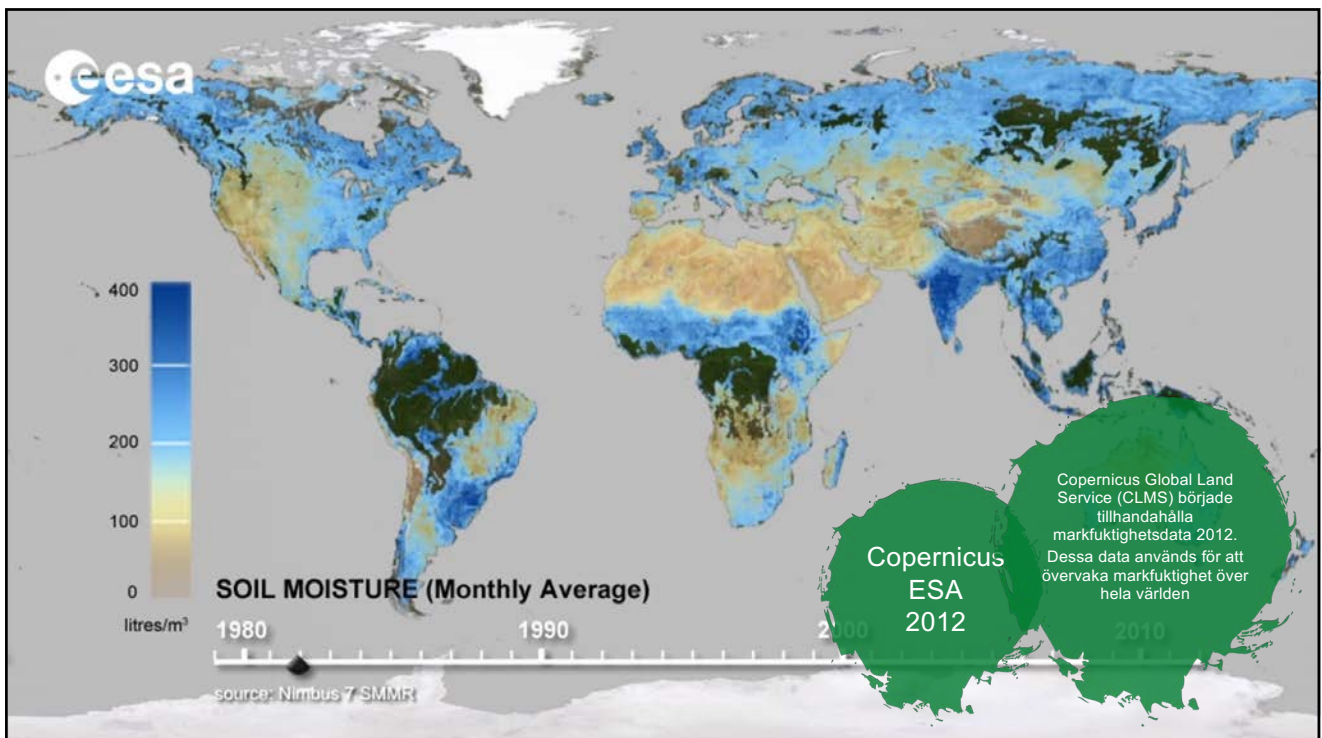 esa
400
300
200
100
0
litres/m³
SOIL MOISTURE (Monthly Average)
1980
1990
2000
2010
source: Nimbus 7 SMMR
Copernicus
ESA
2012
Copernicus Global Land
Service (CLMS) började
tillhandahålla
markfuktighetsdata 2012.
Dessa data används för att
övervaka markfuktighet över
hela världen